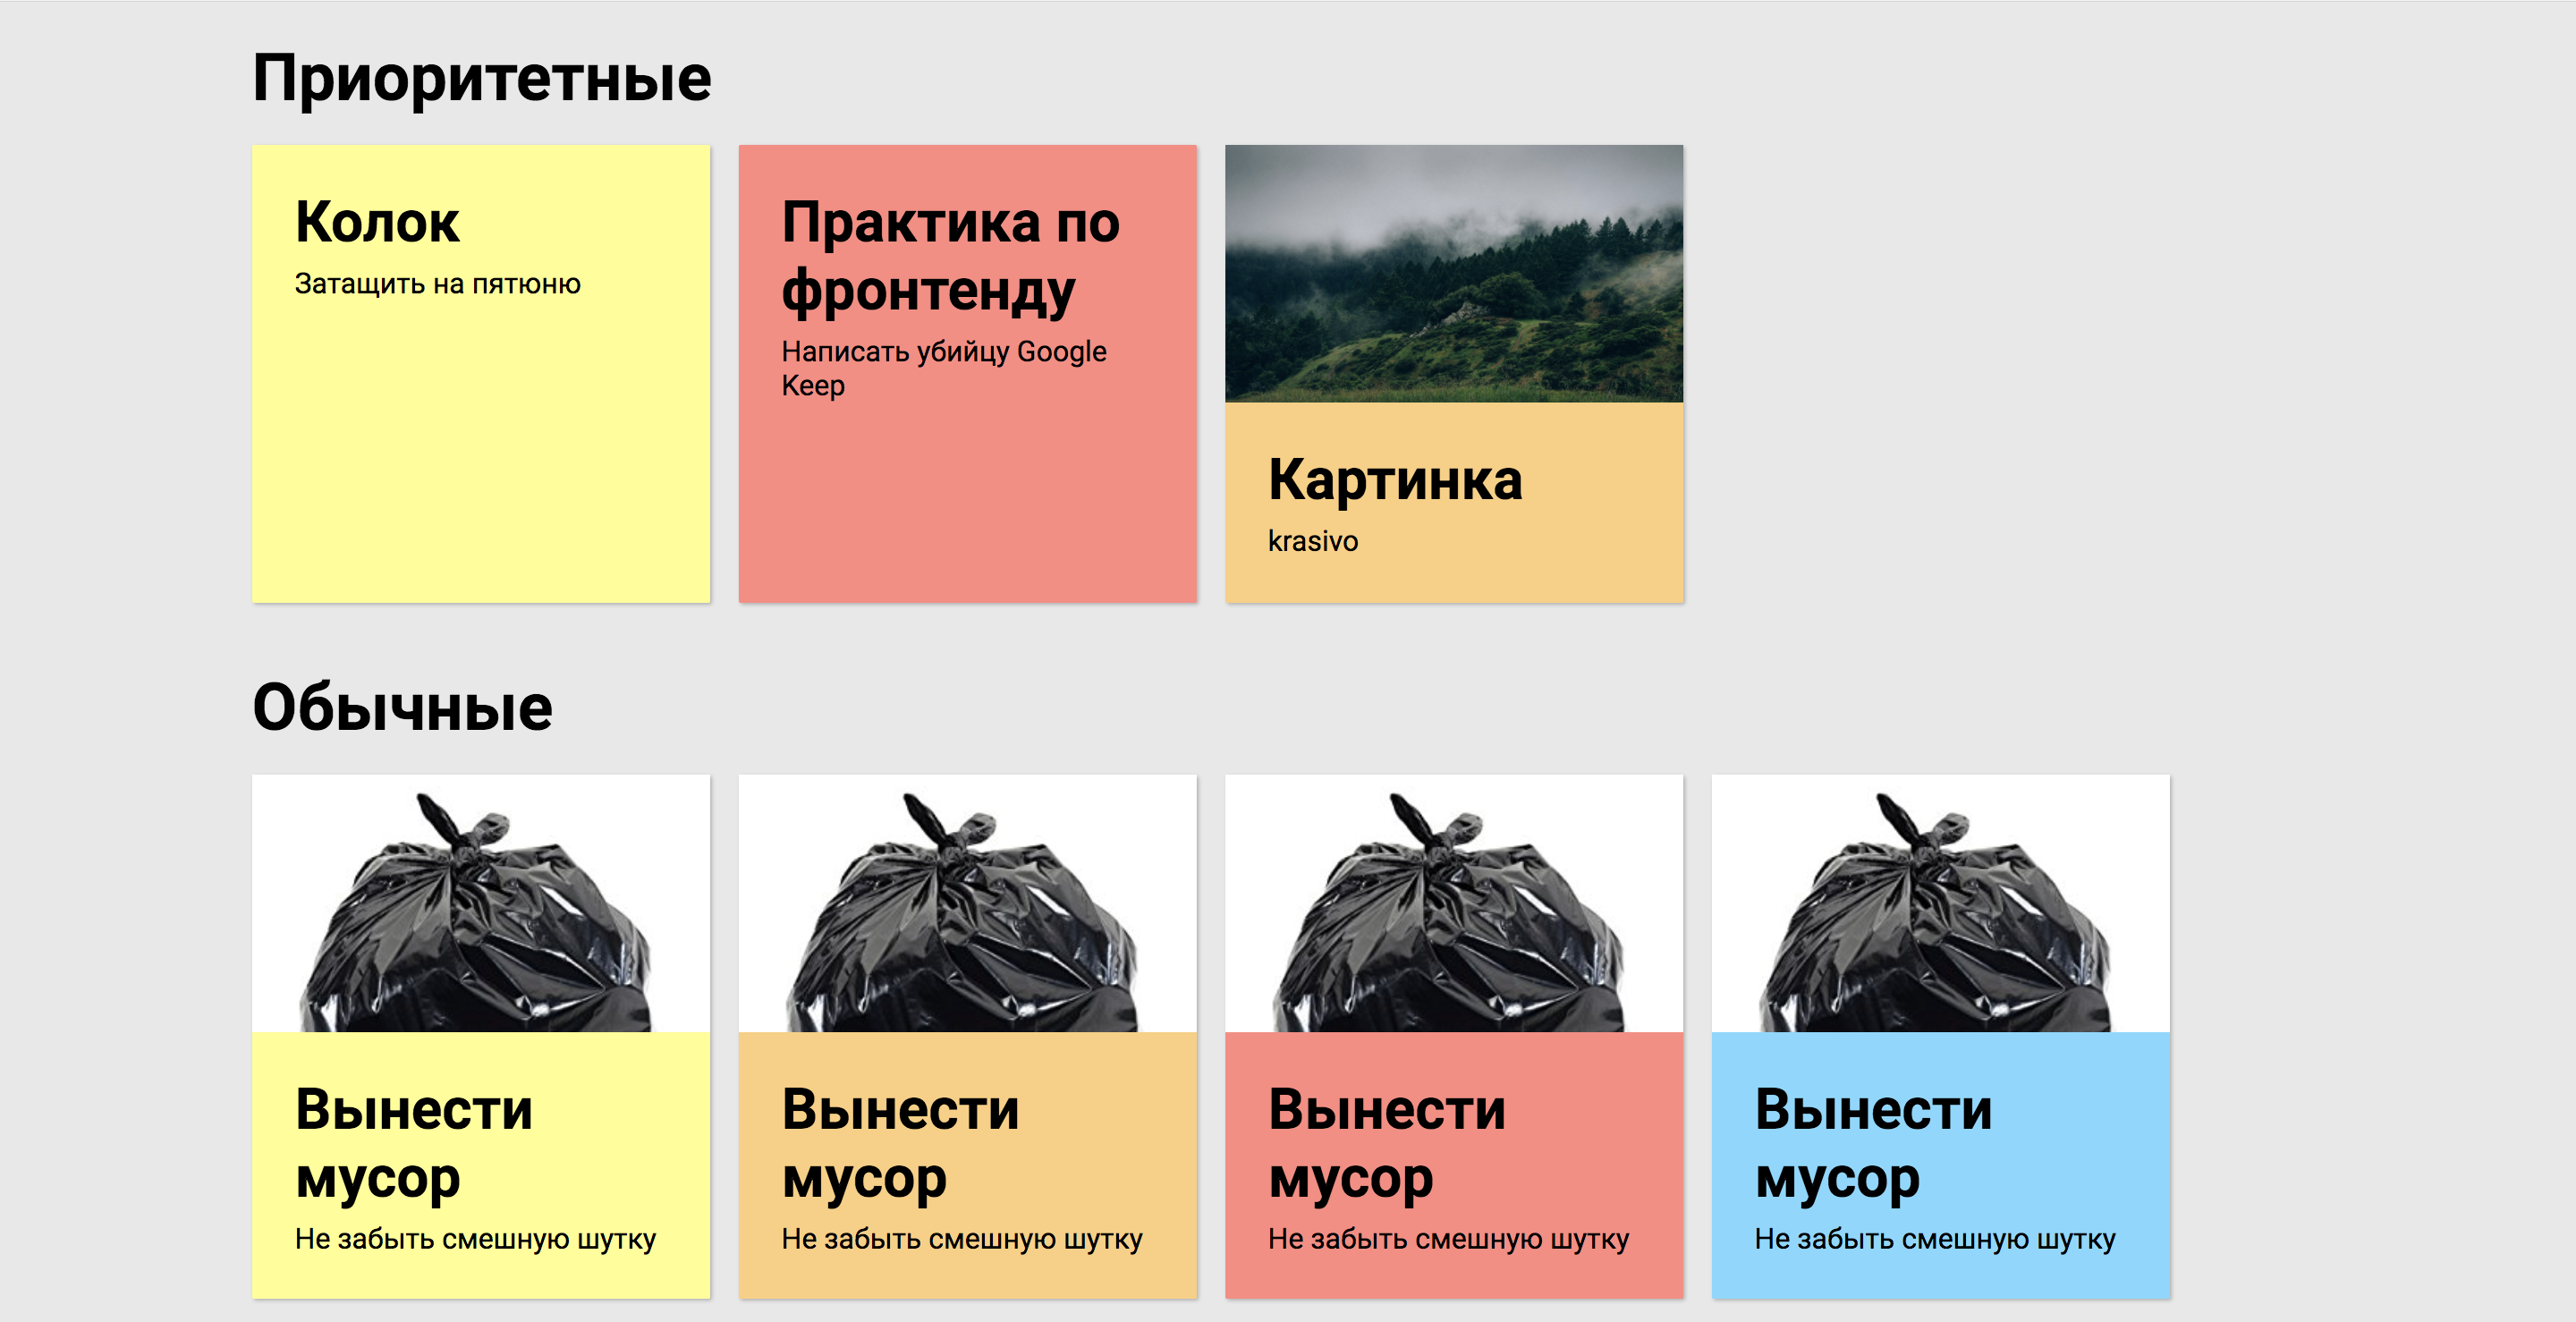 Приоритетные
Колок
Затащить на пятюню
Практика по
фронтенду
Написать убийцу Google
Keep
Картинка
krasivo
Обычные
Вынести
мусор
Не забыть смешную шутку
Вынести
мусор
Не забыть смешную шутку
Вынести
мусор
Не забыть смешную шутку
Вынести
мусор
Не забыть смешную шутку